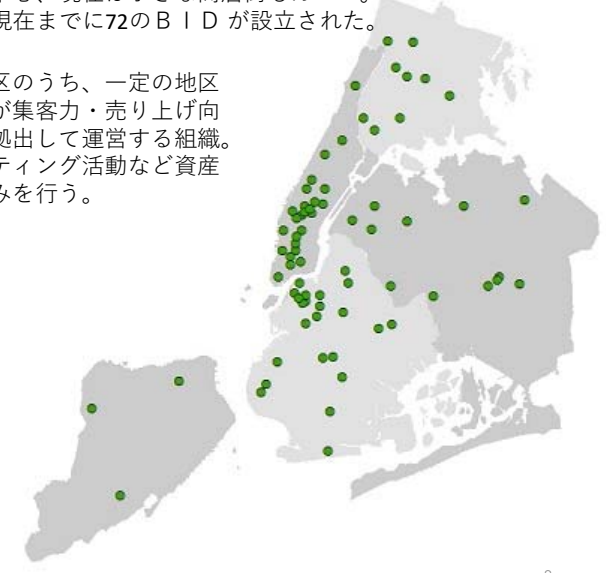 現在までに72のＢＩＤ が設立された。
区のうち、一定の地区
が集客力・売り上げ向
処出して運営する組織。
ティング活動など資産
みを行う。